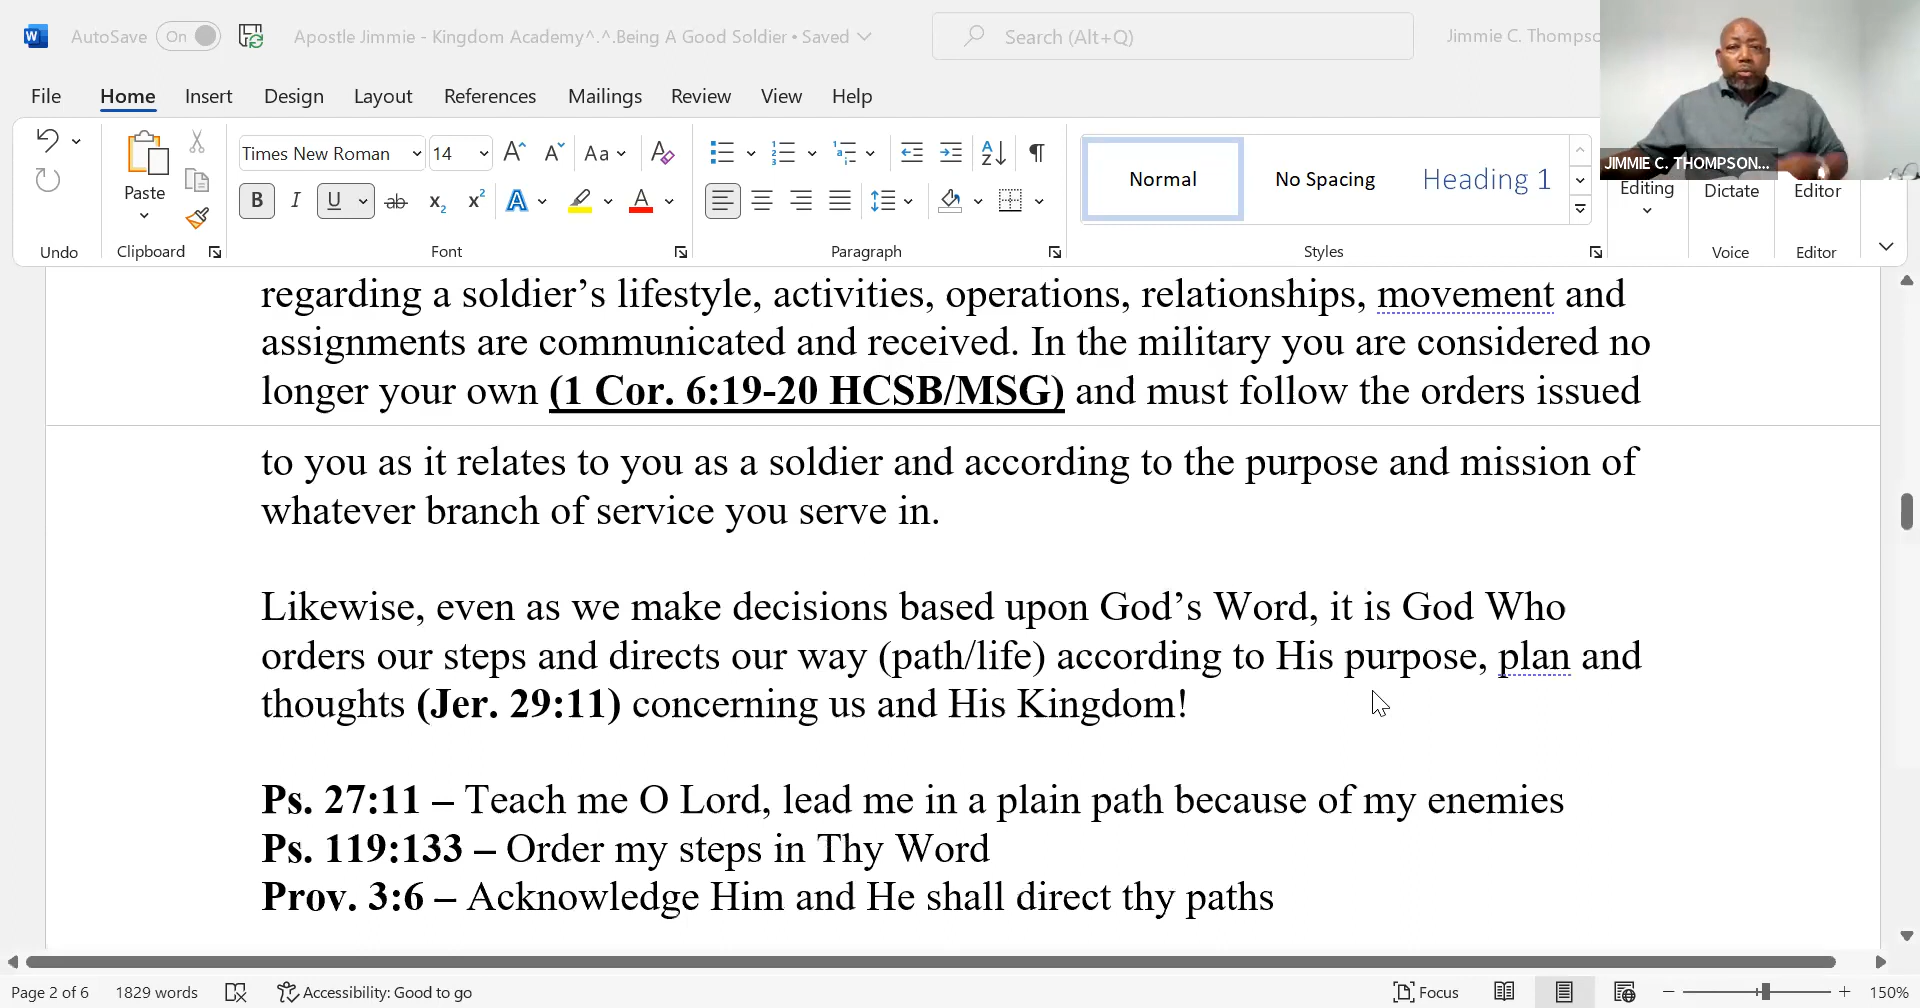 AutoSave On Apostle Jimmie - Kingdom Academy^.^.Being A Good Soldier • Saved Search (Alt+Q) Jimmie C. Thompso
File Home Insert Design Layout References Mailings Review View Help
JIMMIE C. THOMPSON...
Times New Roman 14 Aa
Paste
Normal No Spacing Heading 1
Editing Dictate Editor
Undo Clipboard Font Paragraph Styles Voice Editor
regarding a soldier’s lifestyle, activities, operations, relationships, movement and
assignments are communicated and received. In the military you are considered no
longer your own (1 Cor. 6:19-20 HCSB/MSG) and must follow the orders issued
to you as it relates to you as a soldier and according to the purpose and mission of
whatever branch of service you serve in.
Likewise, even as we make decisions based upon God’s Word, it is God Who
orders our steps and directs our way (path/life) according to His purpose, plan and
thoughts (Jer. 29:11) concerning us and His Kingdom!
Ps. 27:11 – Teach me O Lord, lead me in a plain path because of my enemies
Ps. 119:133 – Order my steps in Thy Word
Prov. 3:6 – Acknowledge Him and He shall direct thy paths
Page 2 of 6 1829 words Accessibility: Good to go Focus 150%